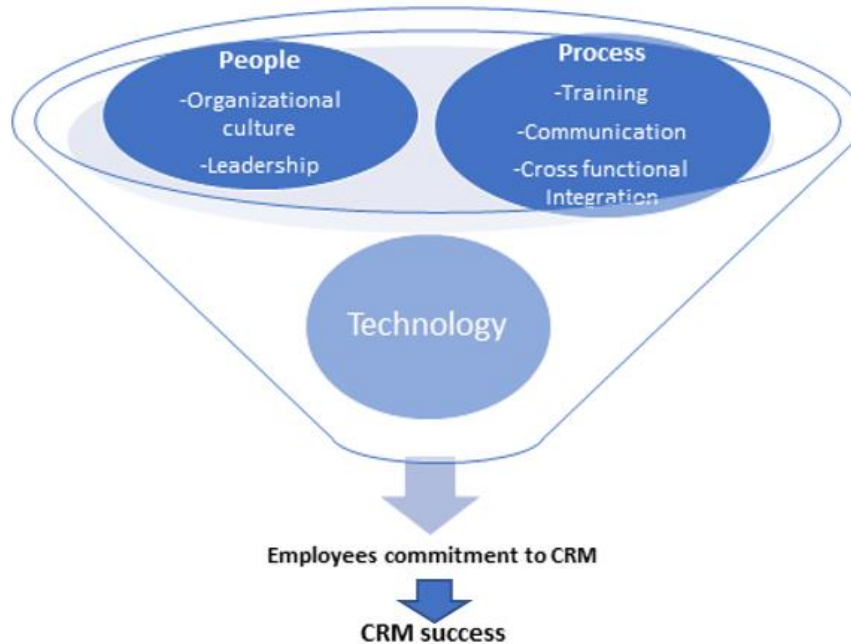 People
-Organizational
culture
-Leadership
Process
-Training
-Communication
-Cross functional
Integration
Technology
Employees commitment to CRM
CRM success